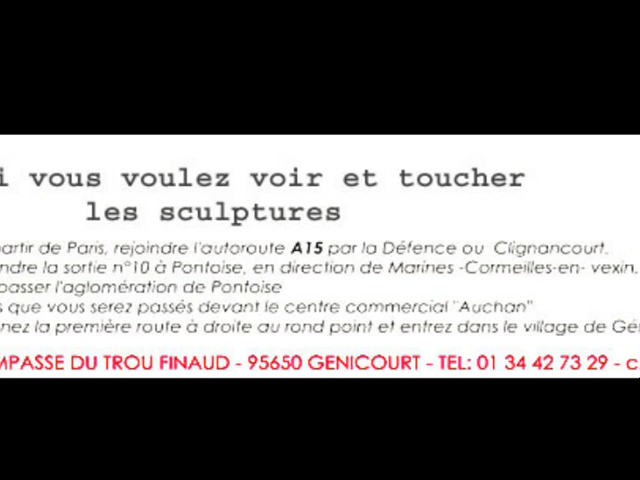 i vous voulez voir et toucher
les sculptures
partir de Paris, rejoindre l'autoroute A15 par la Défence ou Clignancourt.
ndre la sortie n°10 à Pontoise, en direction de Marines -Cormeilles-en- vexin.
passer l'aglomération de Pontoise
s que vous serez passés devant le centre commercial "Auchan"
nez la première route à droite au rond point et entrez dans le village de Gé
MPASSE DU TROU FINAUD - 95650 GENICOURT - TEL: 01 34 42 73 29 - c.